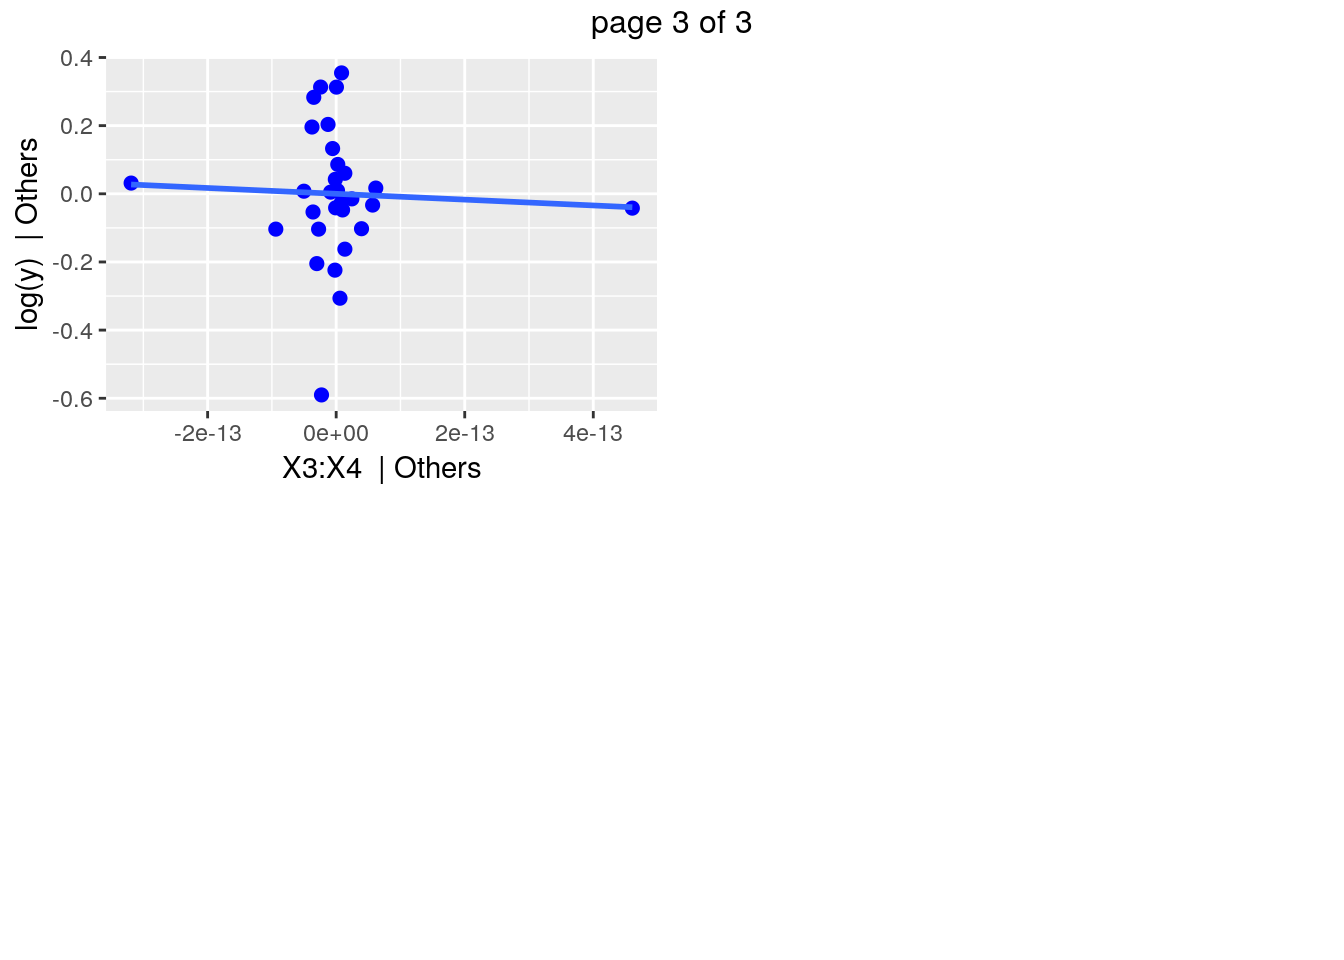 page 3 of 3
0.4
0.2
0.0
-0.2
-0.4
-0.6
log(y) | Others
-2e-13 0e+00 2e-13 4e-13
X3:X4 | Others